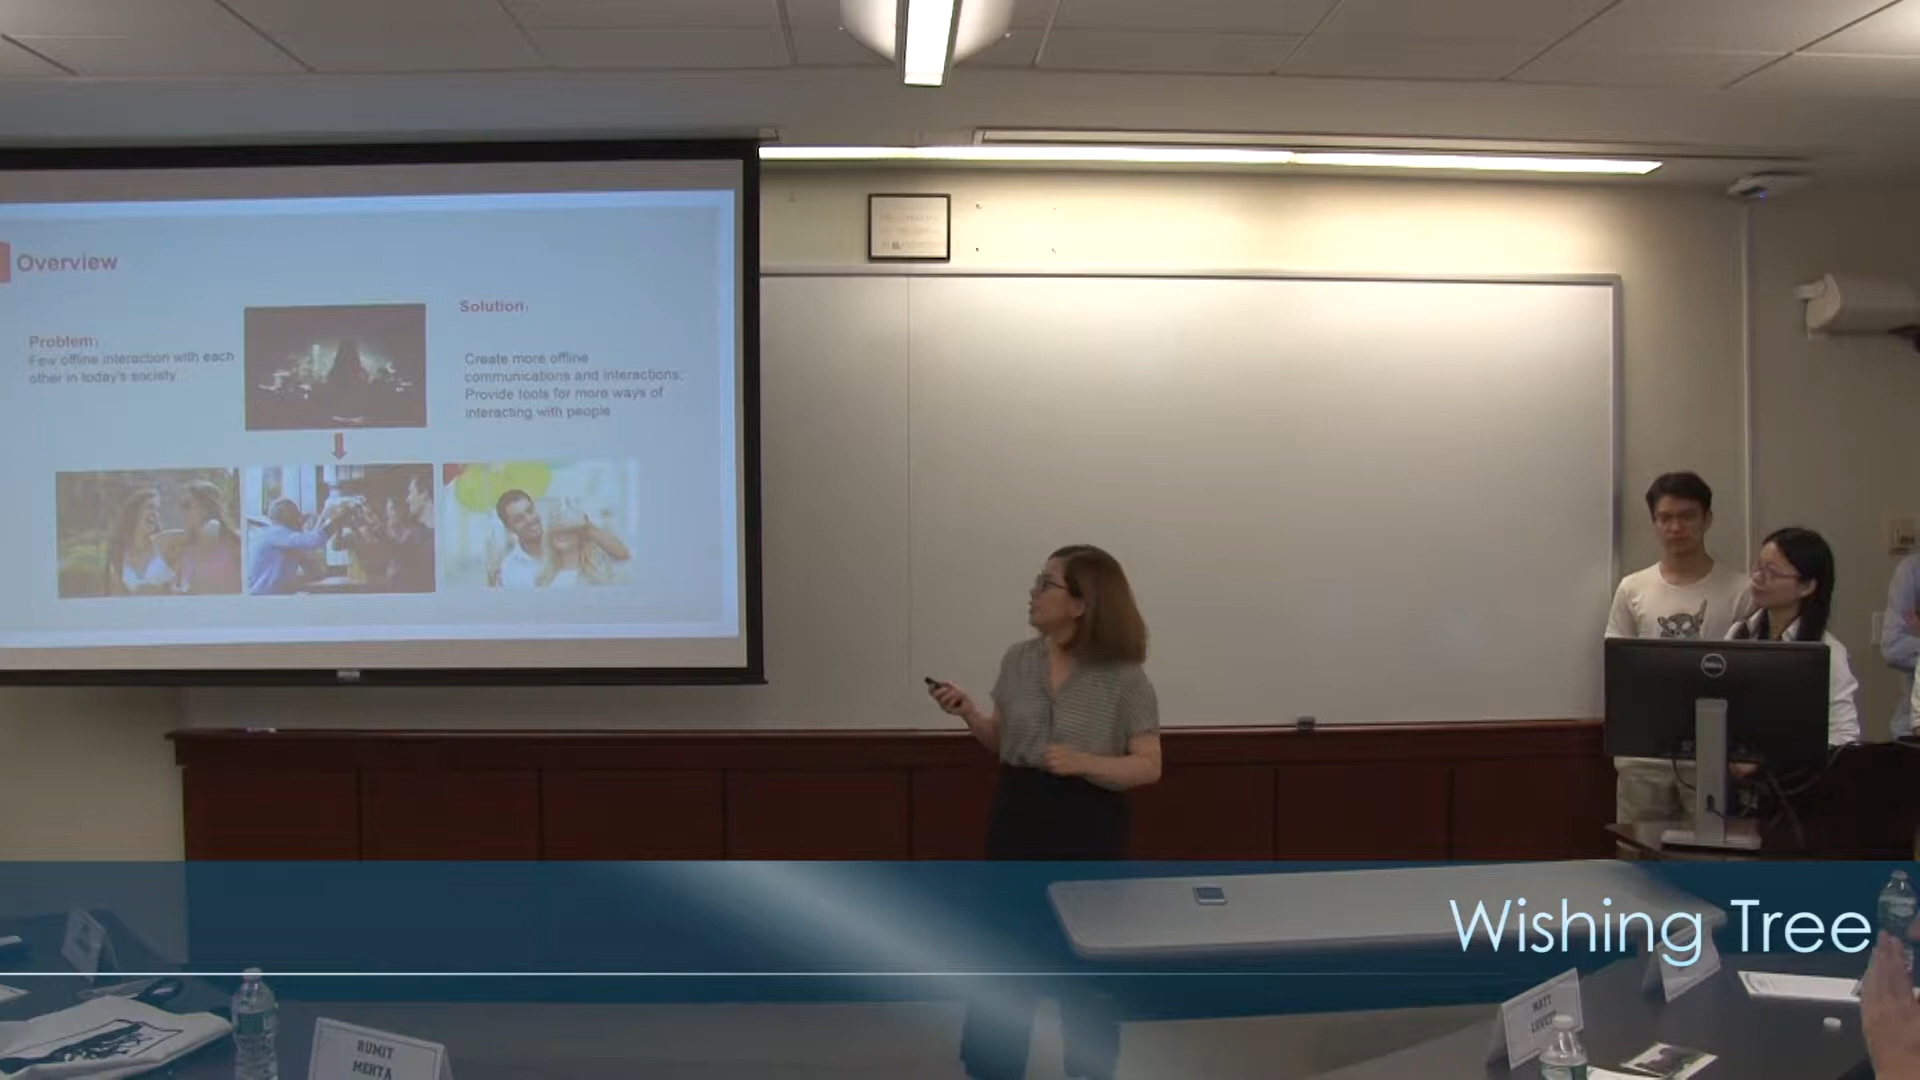 Overview
Problem:
Few offline interaction with each
other in today's society
Solution:
Create more offline
communications and interactions;
Provide tools for more ways of
interacting with people
DELL
Wishing Tree
MATT
RUMIT
MEHTA